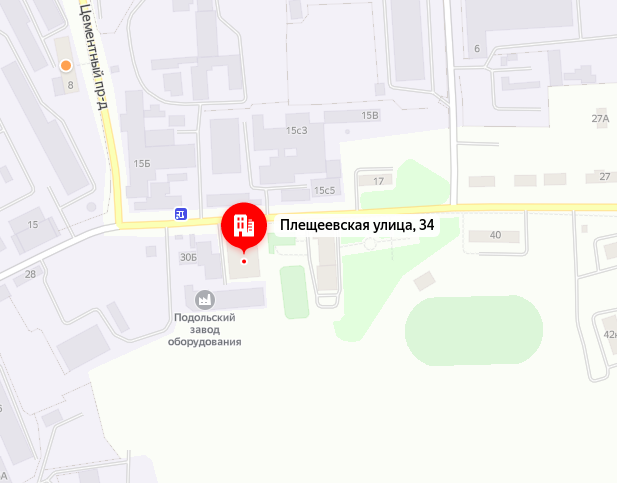 Цементный пр-д
6
8
15В
27А
15с3
15Б
17
27
15с5
Плещеевская улица, 34
15
40
30Б
28
Подольский
завод
оборудования
42к
А